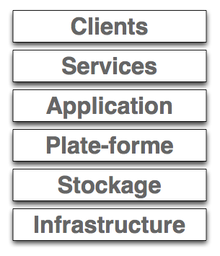 Clients
Services
Application
Plate-forme
Stockage
Infrastructure